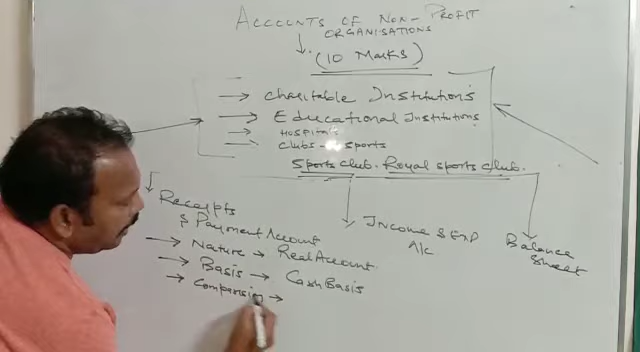 Accounts of Non-Profit
Organisations
(10 Marks)
→ Charitable Institutions
→ Educational Institutions
→ Hospitals
→ Clubs - Sports
Sports club. Royal sports club.
Receipts
& Payment Account
→ Nature → Real Account
→ Basis → Cash Basis
→ Comparision →
Income & Exp
A/c
Balance
Sheet